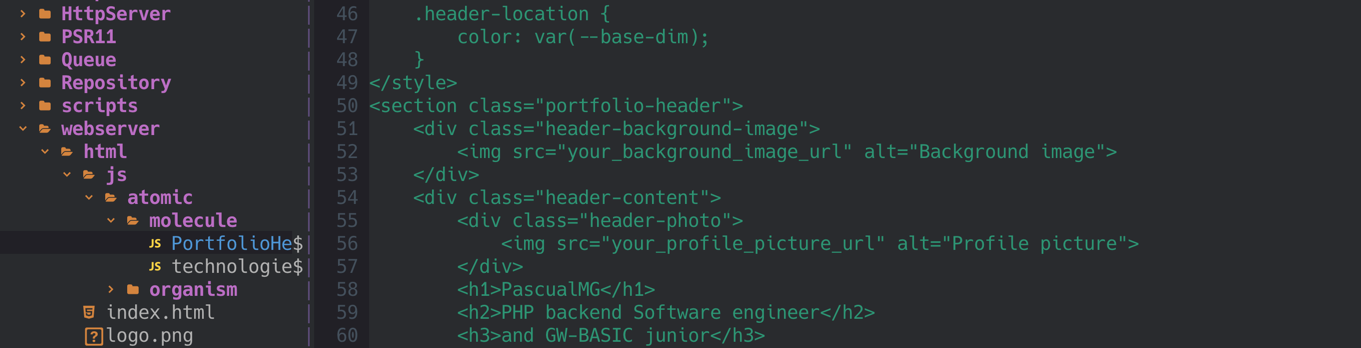 HttpServer
PSR11
Queue
Repository
scripts
webserver
html
js
atomic
molecule
JS PortfolioHe$
JS technologie$
organism
index.html
logo.png
46 .header-location {
47 color: var(--base-dim);
48 }
49 </style>
50 <section class="portfolio-header">
51 <div class="header-background-image">
52 <img src="your_background_image_url" alt="Background image">
53 </div>
54 <div class="header-content">
55 <div class="header-photo">
56 <img src="your_profile_picture_url" alt="Profile picture">
57 </div>
58 <h1>PascualMG</h1>
59 <h2>PHP backend Software engineer</h2>
60 <h3>and GW-BASIC junior</h3>